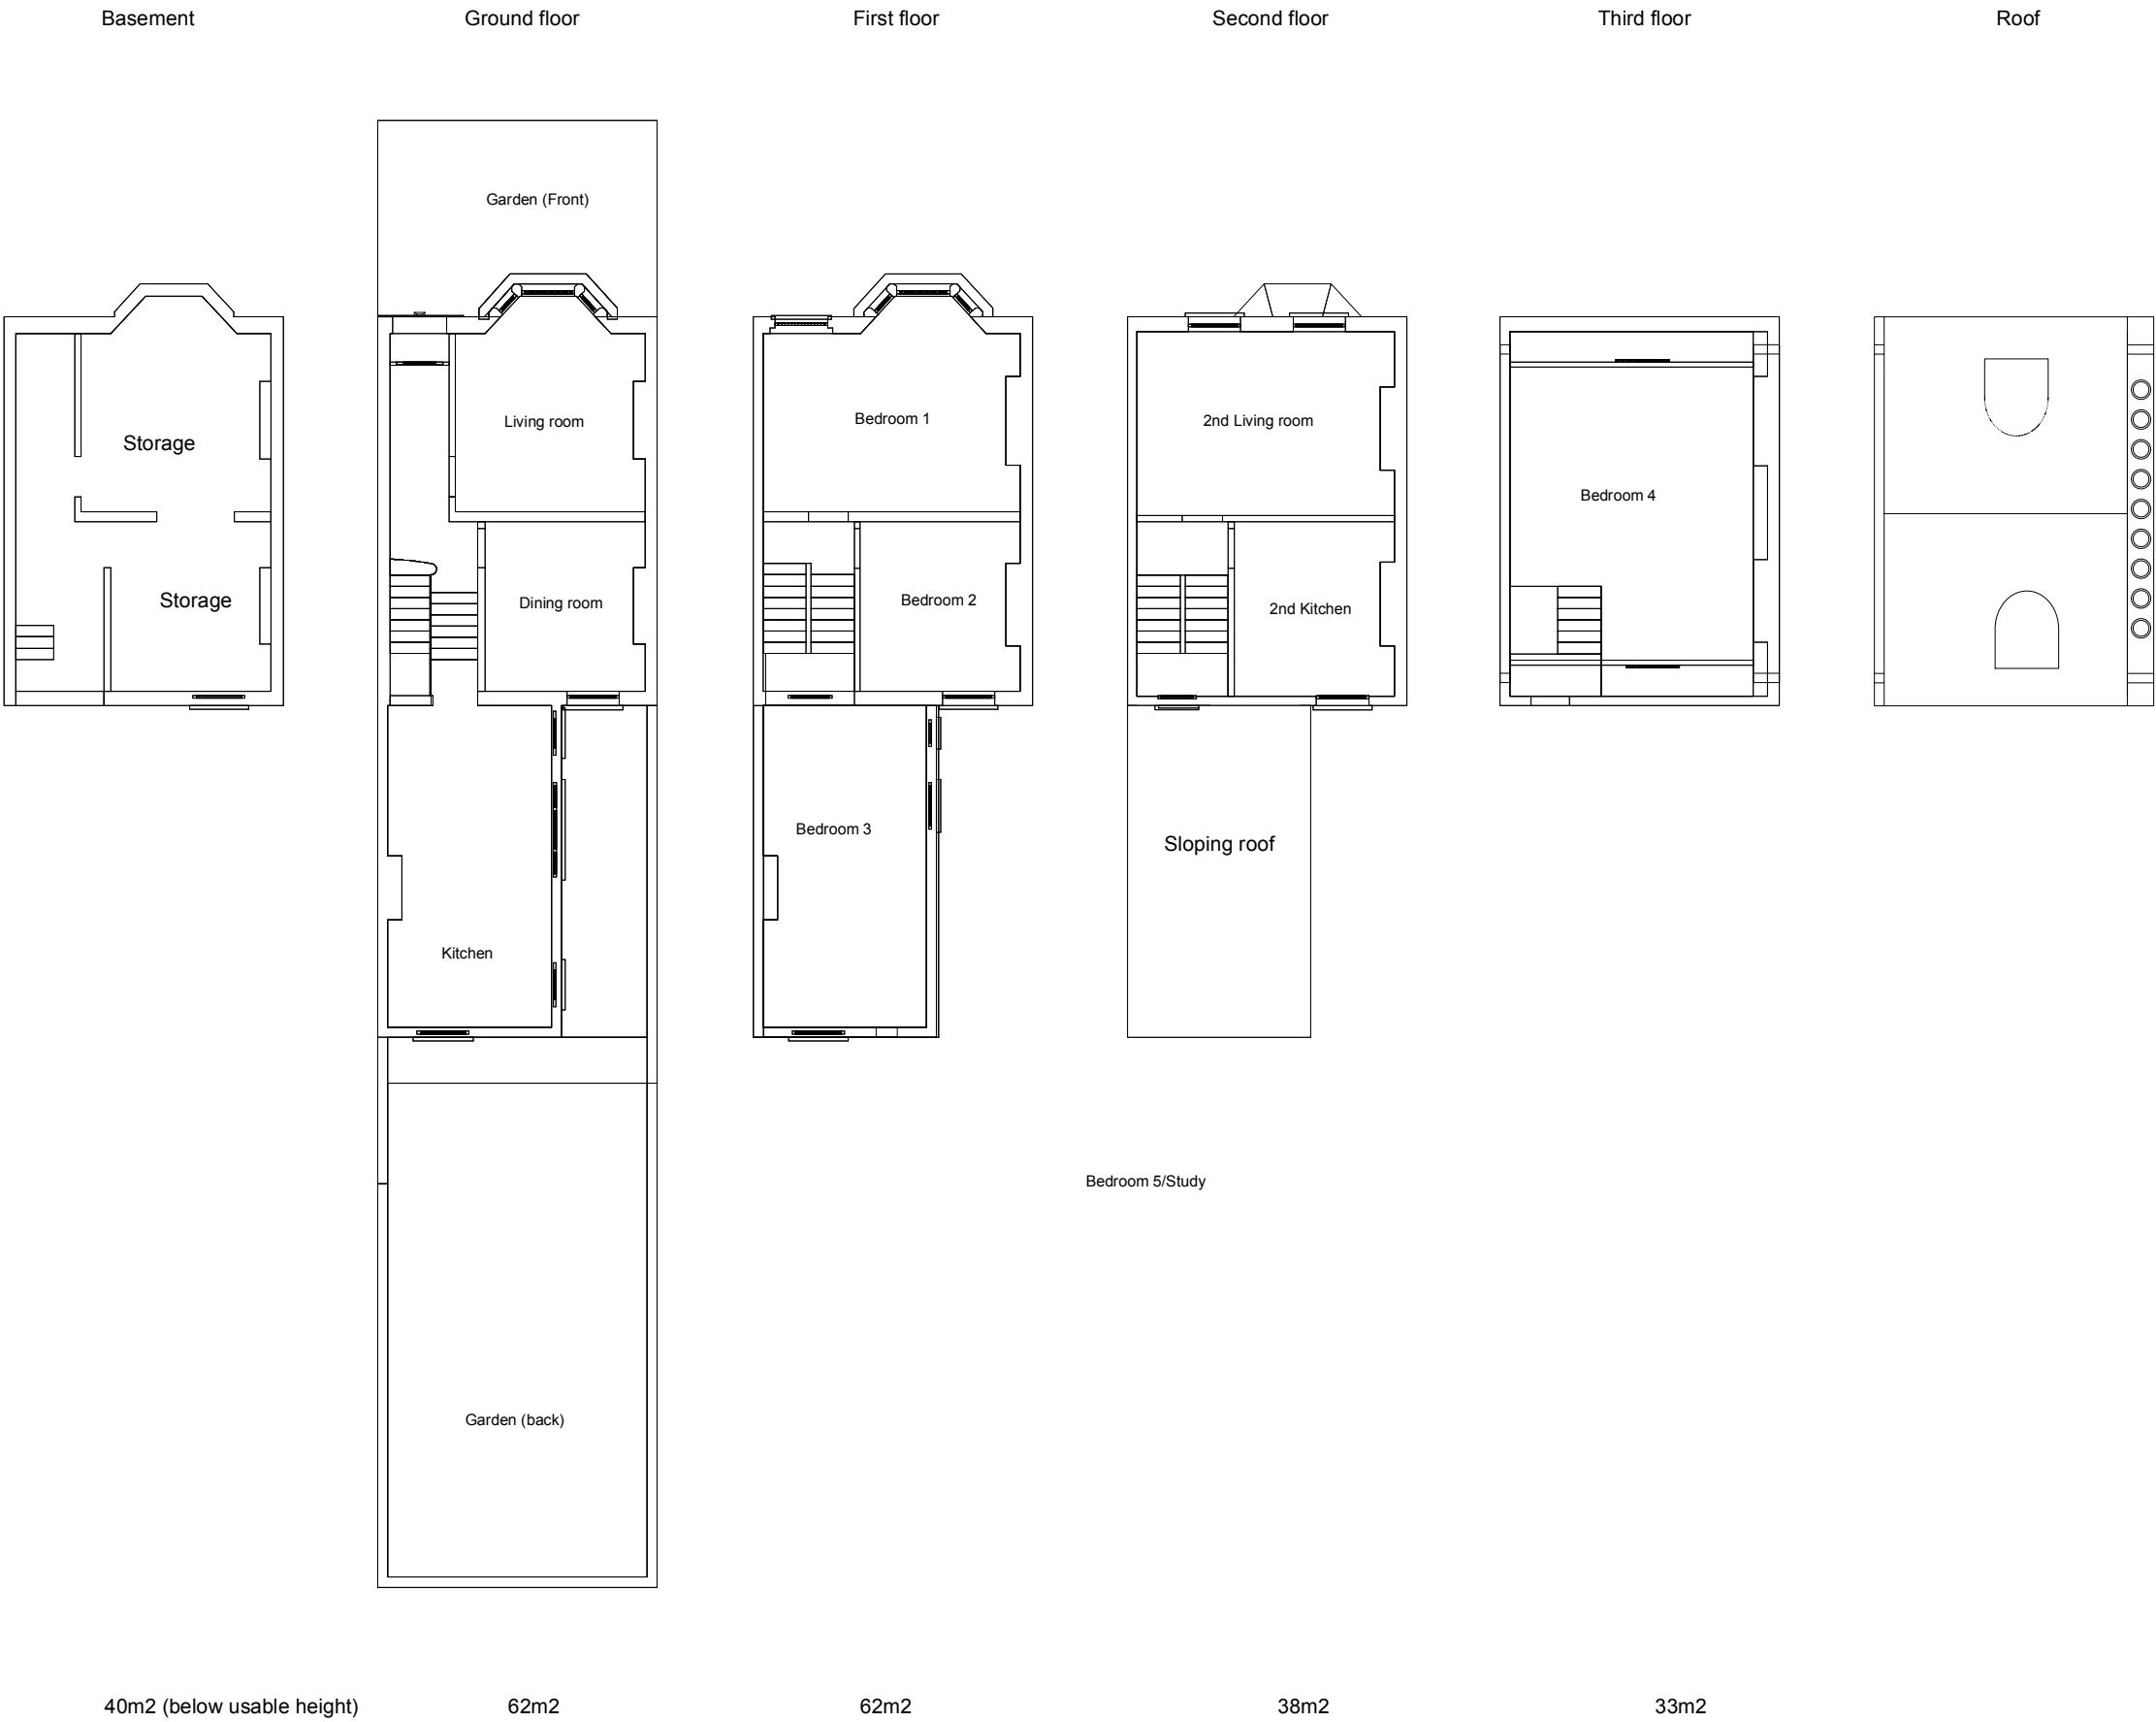 Basement
Ground floor
First floor
Second floor
Third floor
Roof
Garden (Front)
Living room
Bedroom 1
2nd Living room
Storage
Bedroom 4
Storage
Dining room
Bedroom 2
2nd Kitchen
Bedroom 3
Sloping roof
Kitchen
Bedroom 5/Study
Garden (back)
40m2 (below usable height)
62m2
62m2
38m2
33m2